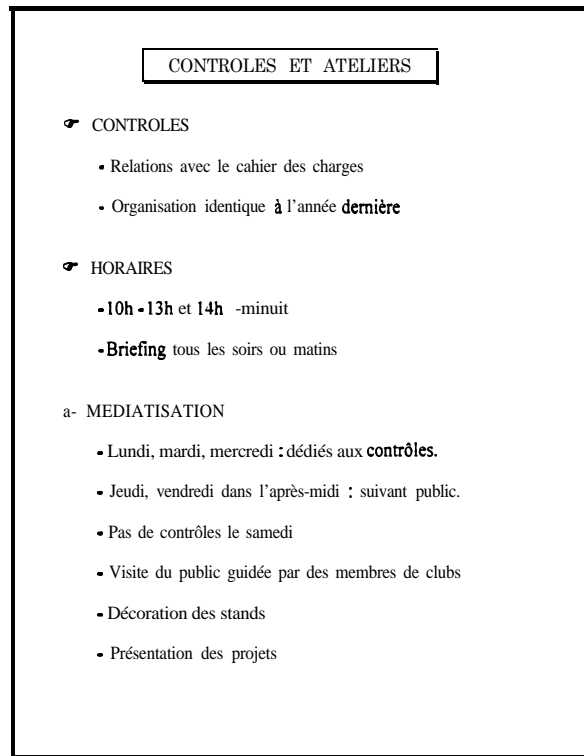 CONTROLES ET ATELIERS
☞ CONTROLES
- Relations avec le cahier des charges
- Organisation identique à l'année dernière
☞ HORAIRES
- 10h - 13h et 14h -minuit
- Briefing tous les soirs ou matins
a- MEDIATISATION
- Lundi, mardi, mercredi : dédiés aux contrôles.
- Jeudi, vendredi dans l'après-midi : suivant public.
- Pas de contrôles le samedi
- Visite du public guidée par des membres de clubs
- Décoration des stands
- Présentation des projets